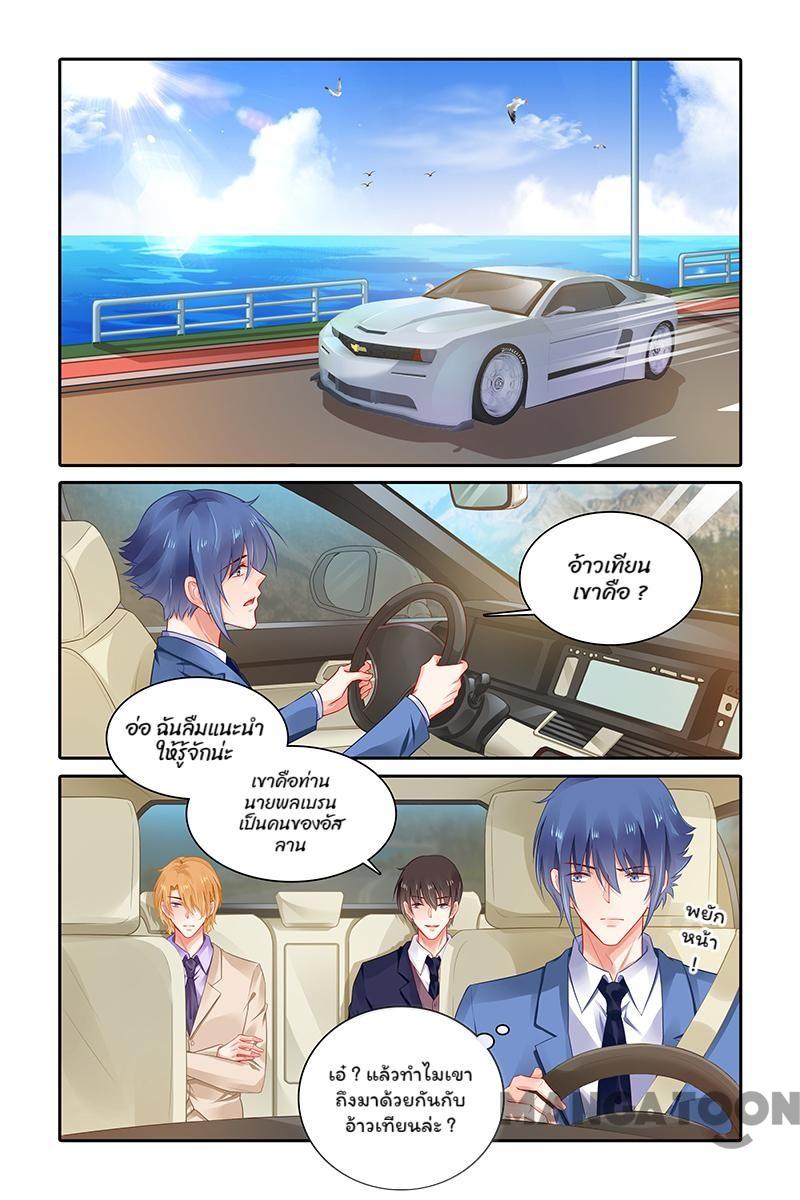 อ้าวเทียน
เขาคือ ?
อ่อ ฉันลืมแนะนำ
ให้รู้จักน่ะ
เขาคือท่าน
นายพลเบรน
เป็นคนของอัส
ลาน
พยัก
หน้า
!
เอ๋ ? แล้วทำไมเขา
ถึงมาด้วยกันกับ
อ้าวเทียนล่ะ ?
MANGATOON